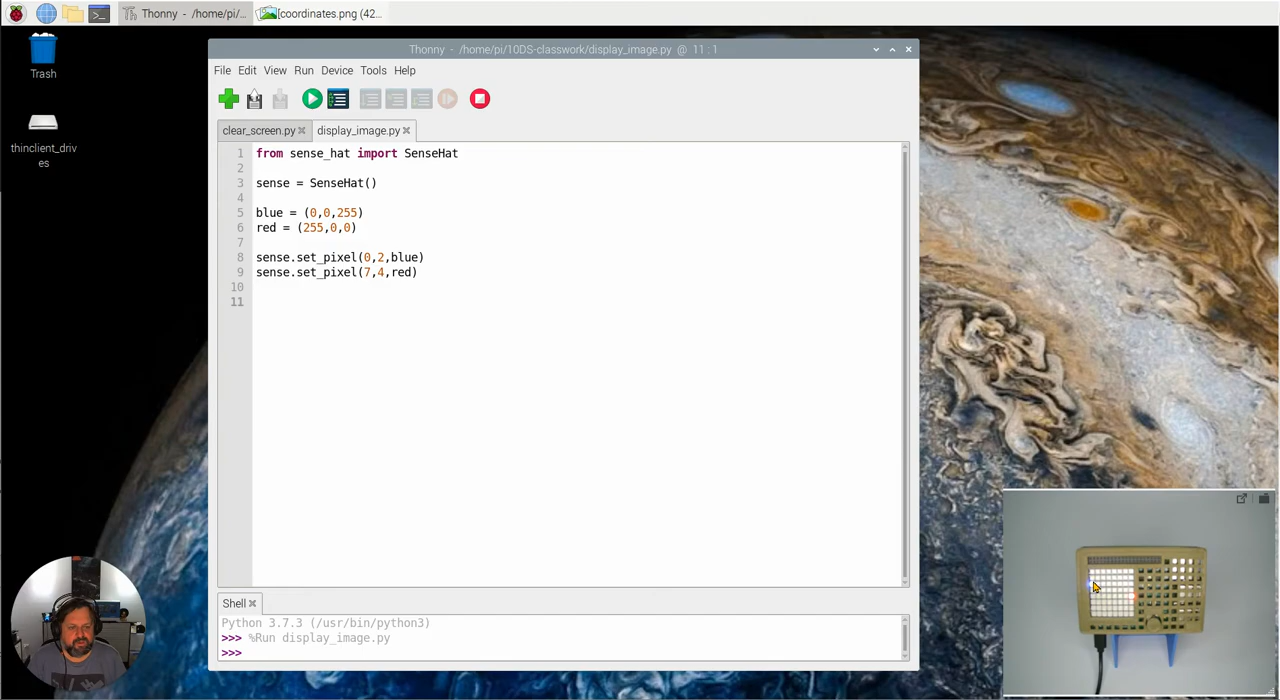 Thonny - /home/pi/...
[coordinates.png (42...
Trash
thinclient_driv
es
Thonny - /home/pi/10DS-classwork/display_image.py @ 11 : 1
File Edit View Run Device Tools Help
clear_screen.py
display_image.py
1 from sense_hat import SenseHat
2
3 sense = SenseHat()
4
5 blue = (0,0,255)
6 red = (255,0,0)
7
8 sense.set_pixel(0,2,blue)
9 sense.set_pixel(7,4,red)
10
11
Shell
Python 3.7.3 (/usr/bin/python3)
>>> %Run display_image.py
>>>